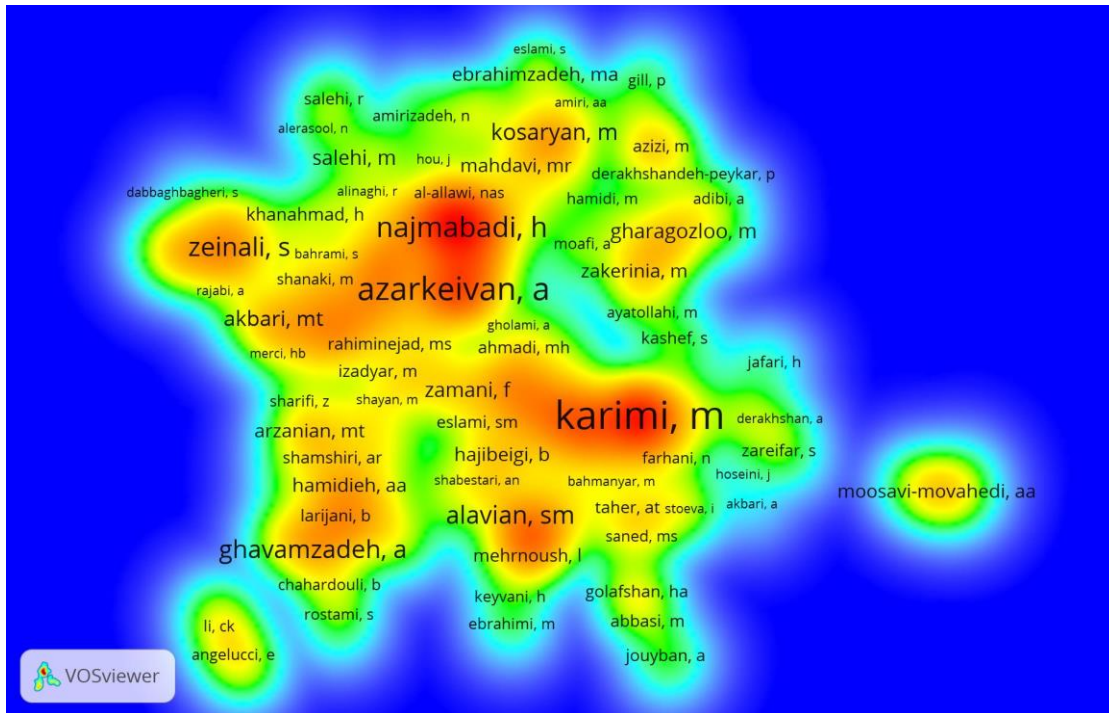 eslami, s
ebrahimzadeh, ma
gill, p
salehi, r
amiri, aa
amirizadeh, n
alerasool, n
kosaryan, m
azizi, m
salehi, m
hou, j
mahdavi, mr
derakhshandeh-peykar, p
dabbaghbagheri, s
alinaghi, r
al-allawi, nas
hamidi, m
adibi, a
khanahmad, h
najmabadi, h
gharagozloo, m
zeinali, s
bahrami, s
moafi, a
shanaki, m
zakerinia, m
rajabi, a
azarkeivan, a
akbari, mt
ayatollahi, m
gholami, a
kashef, s
merci, hb
rahiminejad, ms
ahmadi, mh
izadyar, m
jafari, h
zamani, f
sharifi, z
shayan, m
karimi, m
arzanian, mt
eslami, sm
derakhshan, a
shamshiri, ar
hajibeigi, b
farhani, n
zareifar, s
hamidieh, aa
shabestari, an
bahmanyar, m
hoseini, j
moosavi-movahedi, aa
larijani, b
alavian, sm
taher, at
stoeva, i
akbari, a
saned, ms
ghavamzadeh, a
mehrnoush, l
chahardouli, b
keyvani, h
golafshan, ha
rostami, s
ebrahimi, m
abbasi, m
li, ck
angelucci, e
jouyban, a
VOSviewer